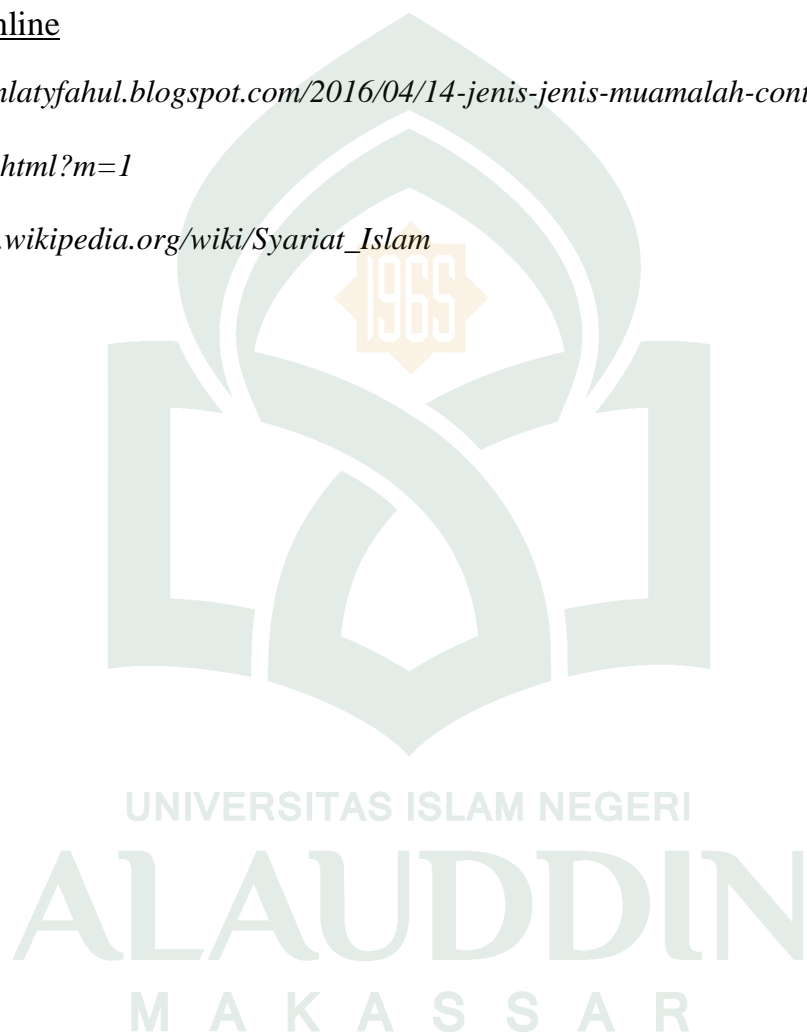 nline
nlatyfahul.blogspot.com/2016/04/14-jenis-jenis-muamalah-cont
html?m=1
.wikipedia.org/wiki/Syariat_Islam
1965
UNIVERSITAS ISLAM NEGERI
ALAUDDIN
MAKASSAR